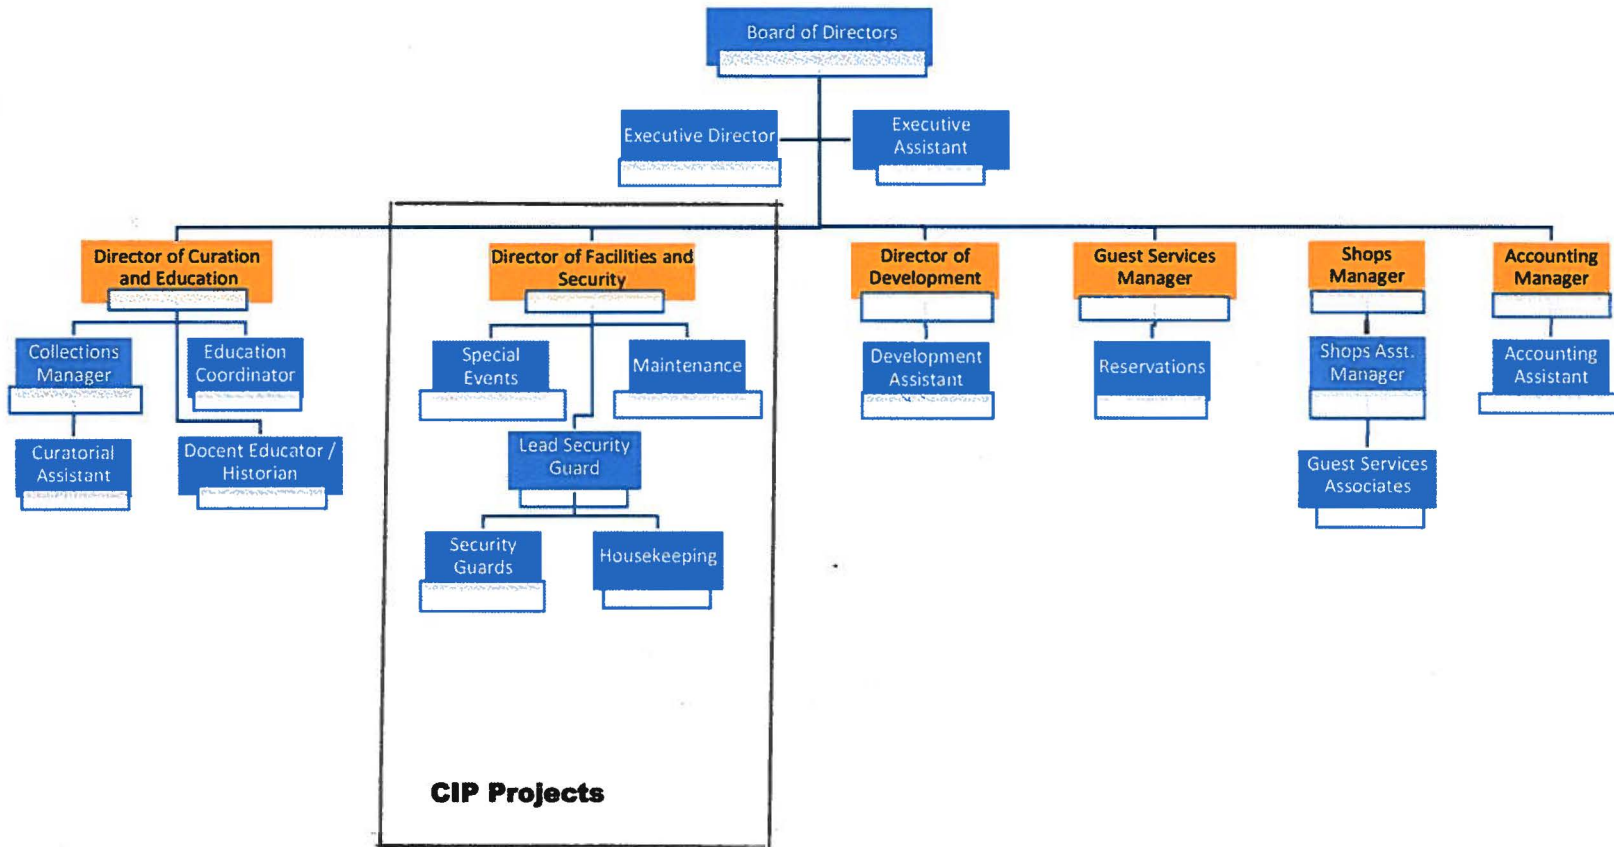 Board of Directors
Executive Director
Executive
Assistant
Director of Curation
and Education
Director of Facilities and
Security
Director of
Development
Guest Services
Manager
Shops
Manager
Accounting
Manager
Collections
Manager
Education
Coordinator
Special
Events
Maintenance
Development
Assistant
Reservations
Shops Asst.
Manager
Accounting
Assistant
Curatorial
Assistant
Docent Educator /
Historian
Lead Security
Guard
Guest Services
Associates
Security
Guards
Housekeeping
CIP Projects